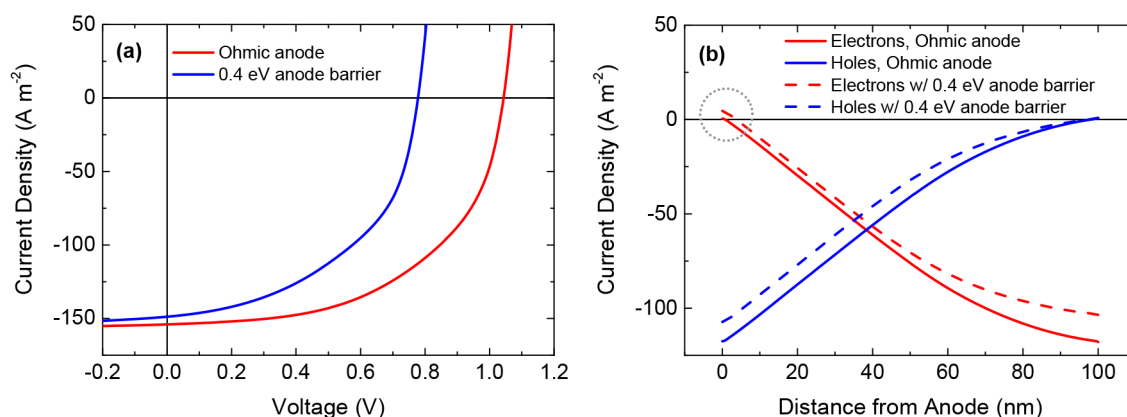 (a)
Ohmic anode
0.4 eV anode barrier
Current Density (A m-2)
50
0
-50
-100
-150
-0.2 0.0 0.2 0.4 0.6 0.8 1.0 1.2
Voltage (V)
(b)
Electrons, Ohmic anode
Holes, Ohmic anode
Electrons w/ 0.4 eV anode barrier
Holes w/ 0.4 eV anode barrier
Current Density (A m-2)
50
0
-50
-100
0 20 40 60 80 100
Distance from Anode (nm)